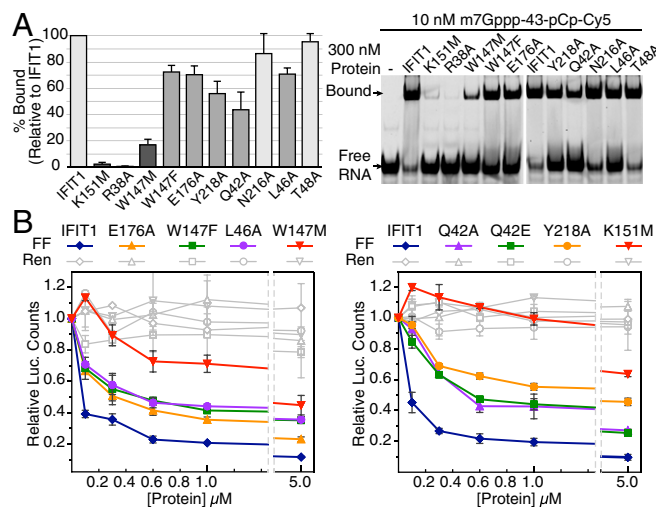 A
% Bound
(Relative to IFIT1)
100
80
60
40
20
0
IFIT1
K151M
R38A
W147M
W147F
E176A
Y218A
Q42A
N216A
L46A
T48A
10 nM m7Gppp-43-pCp-Cy5
300 nM
Protein
- IFIT1 K151M R38A W147M W147F E176A IFIT1 Y218A Q42A N216A L46A T48A
Bound
Free
RNA
B
IFIT1 E176A W147F L46A W147M
FF
Ren
Relative Luc. Counts
1.2
1.0
0.8
0.6
0.4
0.2
0.2 0.4 0.6 0.8 1.0 5.0
[Protein] µM
IFIT1 Q42A Q42E Y218A K151M
FF
Ren
Relative Luc. Counts
1.2
1.0
0.8
0.6
0.4
0.2
0.2 0.4 0.6 0.8 1.0 5.0
[Protein] µM